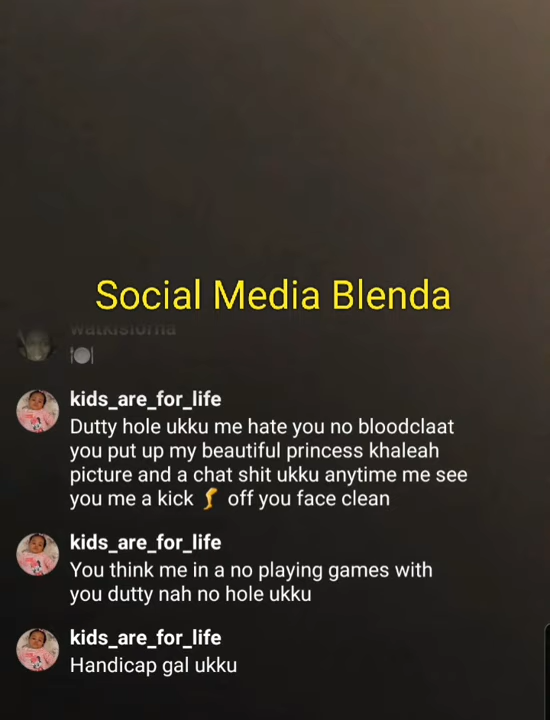 Social Media Blenda
watkislorna
kids_are_for_life
Dutty hole ukku me hate you no bloodclaat
you put up my beautiful princess khaleah
picture and a chat shit ukku anytime me see
you me a kick 🦵 off you face clean
kids_are_for_life
You think me in a no playing games with
you dutty nah no hole ukku
kids_are_for_life
Handicap gal ukku